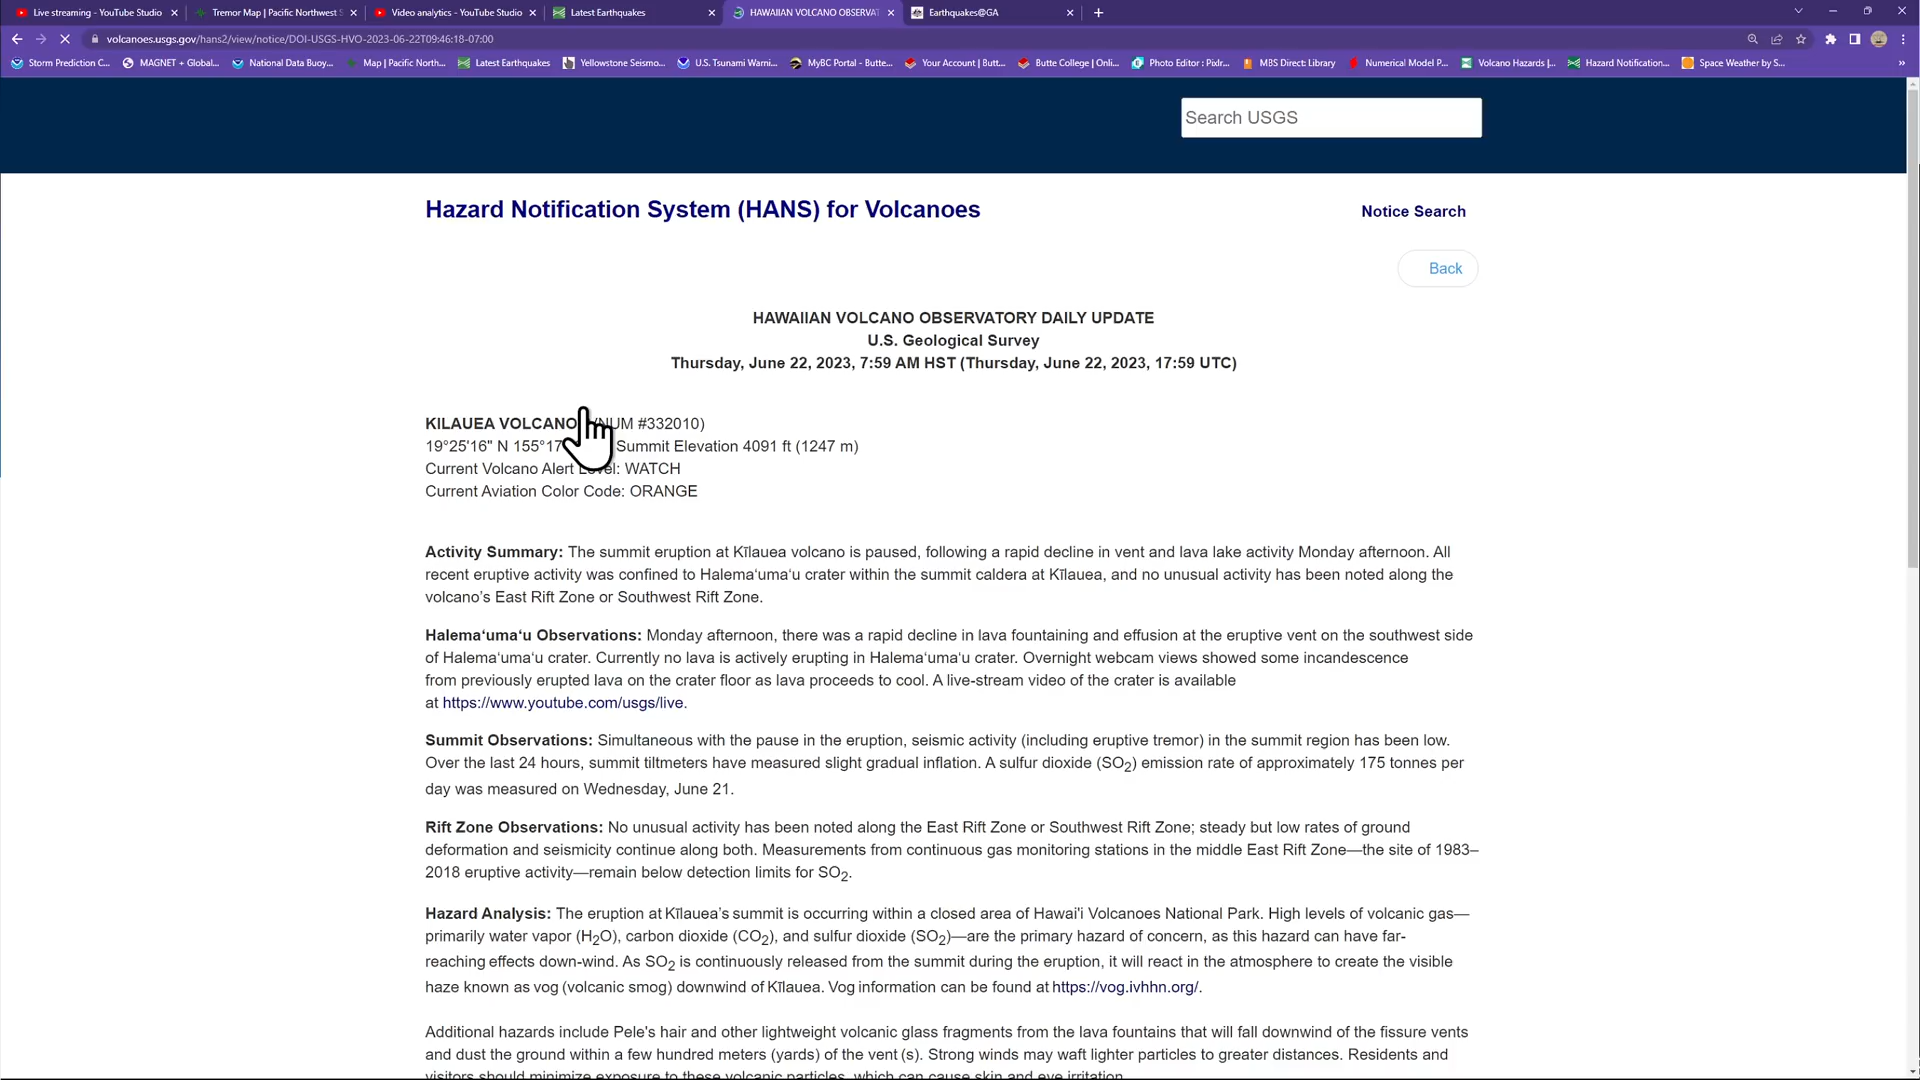 Live streaming - YouTube Studio
Tremor Map | Pacific Northwest S
Video analytics - YouTube Studio
Latest Earthquakes
HAWAIIAN VOLCANO OBSERVAT
Earthquakes@GA
volcanoes.usgs.gov/hans2/view/notice/DOI-USGS-HVO-2023-06-22T09:46:18-07:00
Storm Prediction C...
MAGNET + Global...
National Data Buoy...
Map | Pacific North...
Latest Earthquakes
Yellowstone Seismo...
U.S. Tsunami Warni...
MyBC Portal - Butte...
Your Account | Butt...
Butte College | Onli...
Photo Editor : Pixlr...
MBS Direct: Library
Numerical Model P...
Volcano Hazards |...
Hazard Notification...
Space Weather by S...
Search USGS
Hazard Notification System (HANS) for Volcanoes
Notice Search
Back
HAWAIIAN VOLCANO OBSERVATORY DAILY UPDATE
U.S. Geological Survey
Thursday, June 22, 2023, 7:59 AM HST (Thursday, June 22, 2023, 17:59 UTC)
KILAUEA VOLCANO (VNUM #332010)
19°25'16" N 155°17 Summit Elevation 4091 ft (1247 m)
Current Volcano Alert Level: WATCH
Current Aviation Color Code: ORANGE
Activity Summary: The summit eruption at Kīlauea volcano is paused, following a rapid decline in vent and lava lake activity Monday afternoon. All
recent eruptive activity was confined to Halemaʻumaʻu crater within the summit caldera at Kīlauea, and no unusual activity has been noted along the
volcano's East Rift Zone or Southwest Rift Zone.
Halemaʻumaʻu Observations: Monday afternoon, there was a rapid decline in lava fountaining and effusion at the eruptive vent on the southwest side
of Halemaʻumaʻu crater. Currently no lava is actively erupting in Halemaʻumaʻu crater. Overnight webcam views showed some incandescence
from previously erupted lava on the crater floor as lava proceeds to cool. A live-stream video of the crater is available
at https://www.youtube.com/usgs/live.
Summit Observations: Simultaneous with the pause in the eruption, seismic activity (including eruptive tremor) in the summit region has been low.
Over the last 24 hours, summit tiltmeters have measured slight gradual inflation. A sulfur dioxide (SO2) emission rate of approximately 175 tonnes per
day was measured on Wednesday, June 21.
Rift Zone Observations: No unusual activity has been noted along the East Rift Zone or Southwest Rift Zone; steady but low rates of ground
deformation and seismicity continue along both. Measurements from continuous gas monitoring stations in the middle East Rift Zone—the site of 1983–
2018 eruptive activity—remain below detection limits for SO2.
Hazard Analysis: The eruption at Kīlauea's summit is occurring within a closed area of Hawai'i Volcanoes National Park. High levels of volcanic gas—
primarily water vapor (H2O), carbon dioxide (CO2), and sulfur dioxide (SO2)—are the primary hazard of concern, as this hazard can have far-
reaching effects down-wind. As SO2 is continuously released from the summit during the eruption, it will react in the atmosphere to create the visible
haze known as vog (volcanic smog) downwind of Kīlauea. Vog information can be found at https://vog.ivhhn.org/.
Additional hazards include Pele's hair and other lightweight volcanic glass fragments from the lava fountains that will fall downwind of the fissure vents
and dust the ground within a few hundred meters (yards) of the vent (s). Strong winds may waft lighter particles to greater distances. Residents and
visitors should minimize exposure to these volcanic particles, which can cause skin and eye irritation.